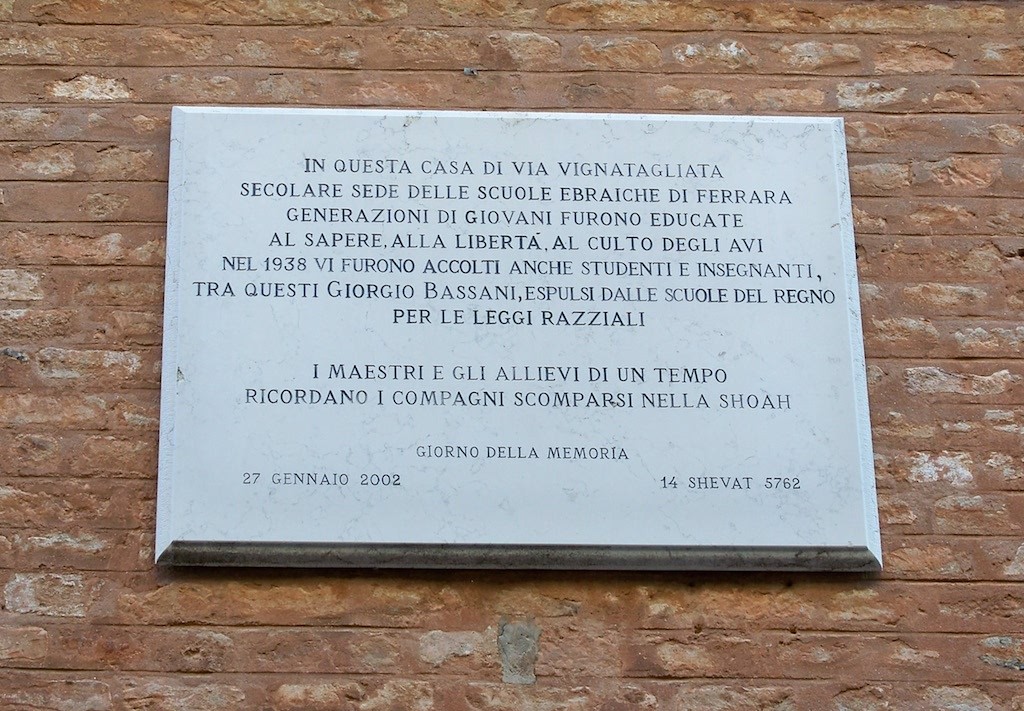 IN QUESTA CASA DI VIA VIGNATAGLIATA
SECOLARE SEDE DELLE SCUOLE EBRAICHE DI FERRARA
GENERAZIONI DI GIOVANI FURONO EDUCATE
AL SAPERE, ALLA LIBERTÀ, AL CULTO DEGLI AVI
NEL 1938 VI FURONO ACCOLTI ANCHE STUDENTI E INSEGNANTI,
TRA QUESTI GIORGIO BASSANI, ESPULSI DALLE SCUOLE DEL REGNO
PER LE LEGGI RAZZIALI
I MAESTRI E GLI ALLIEVI DI UN TEMPO
RICORDANO I COMPAGNI SCOMPARSI NELLA SHOAH
GIORNO DELLA MEMORIA
27 GENNAIO 2002 14 SHEVAT 5762